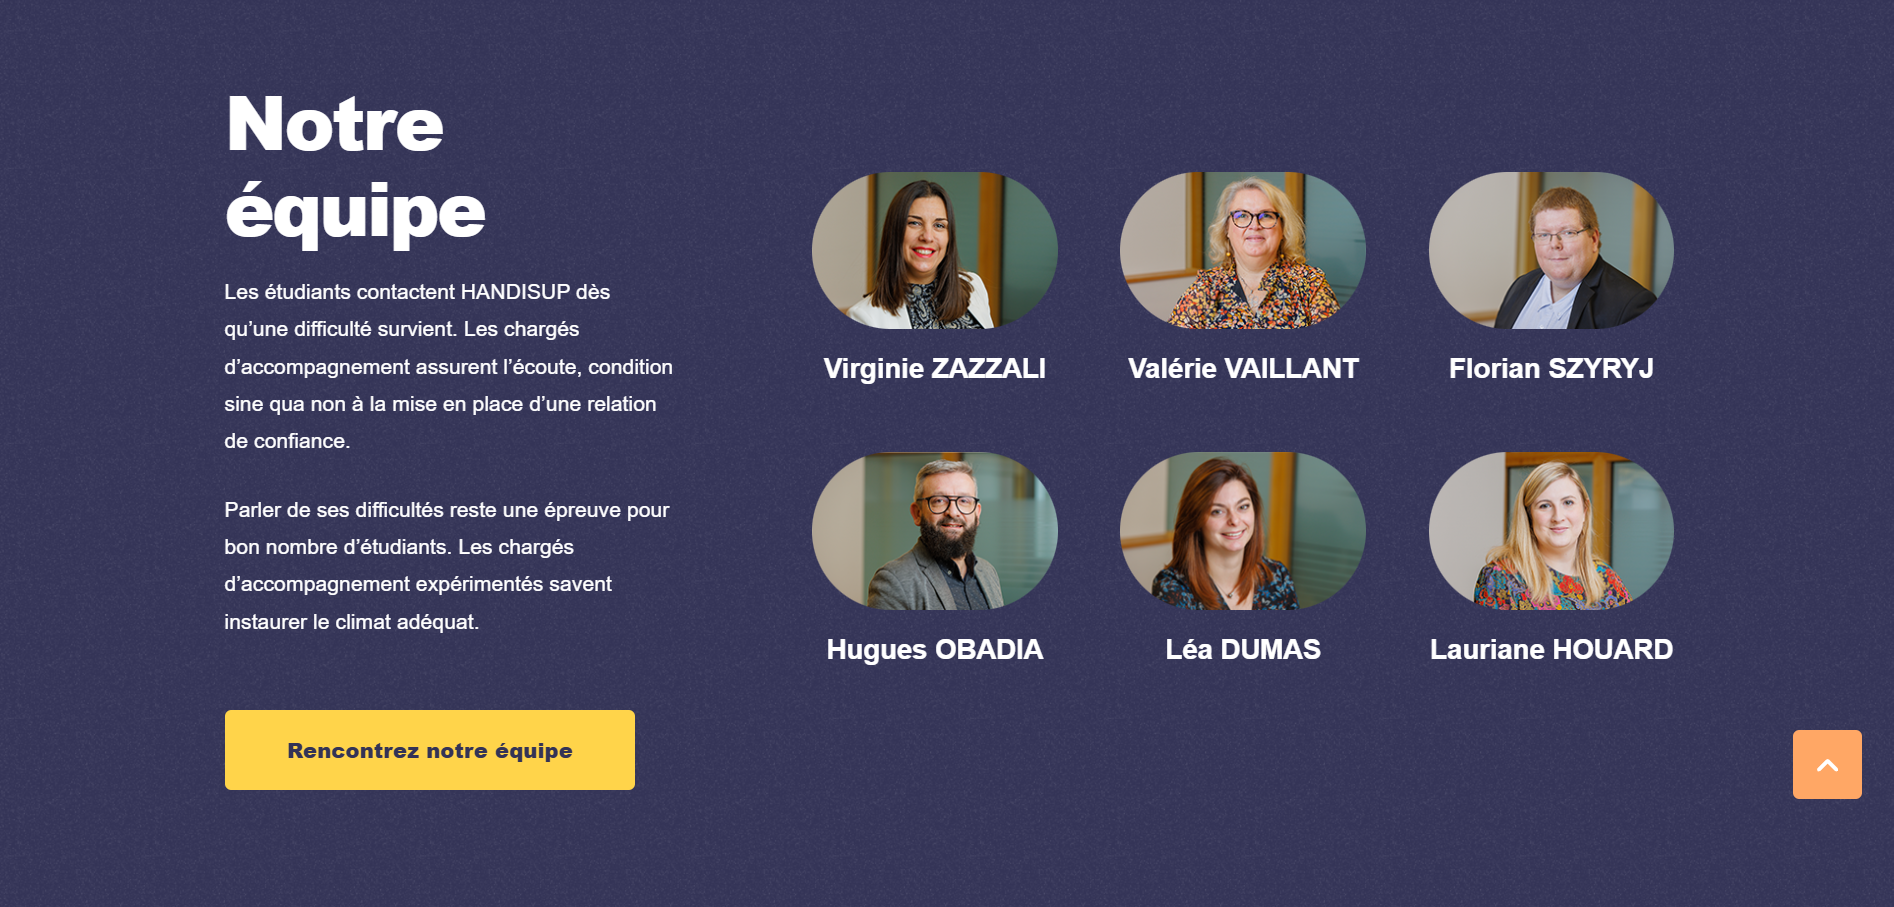 Notre
équipe
Les étudiants contactent HANDISUP dès
qu’une difficulté survient. Les chargés
d’accompagnement assurent l’écoute, condition
sine qua non à la mise en place d’une relation
de confiance.
Parler de ses difficultés reste une épreuve pour
bon nombre d’étudiants. Les chargés
d’accompagnement expérimentés savent
instaurer le climat adéquat.
Rencontrez notre équipe
Virginie ZAZZALI
Valérie VAILLANT
Florian SZYRYJ
Hugues OBADIA
Léa DUMAS
Lauriane HOUARD